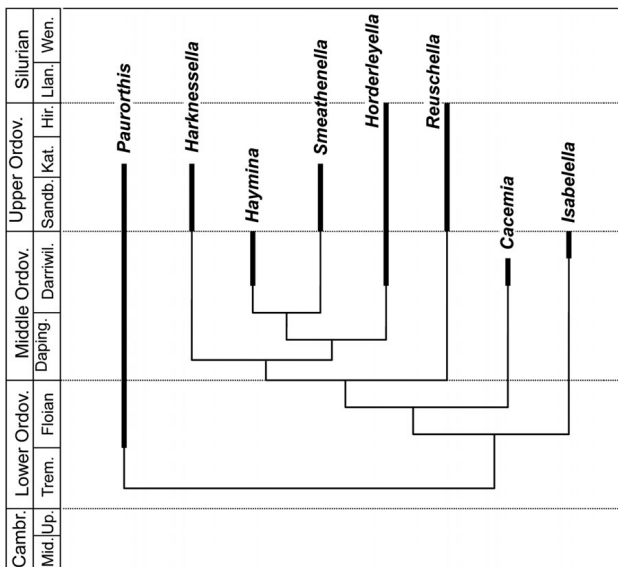 Silurian
Wen.
Llan.
Upper Ordov.
Hir.
Kat.
Sandb.
Middle Ordov.
Darriwil.
Daping.
Lower Ordov.
Floian
Trem.
Cambr.
Up.
Mid.
Paurorthis
Harknessella
Haymina
Smeathenella
Horderleyella
Reuschella
Cacemia
Isabelella